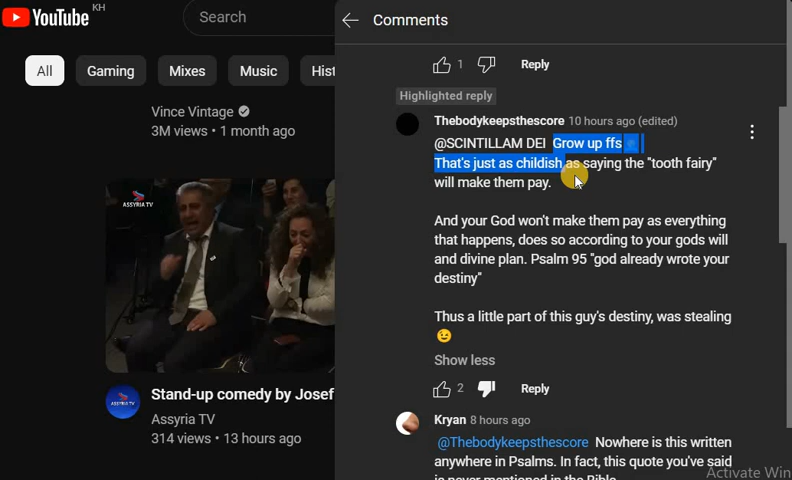 YouTube KH
Search
All
Gaming
Mixes
Music
Hist
Vince Vintage
3M views • 1 month ago
ASSYRIA TV
Stand-up comedy by Josef
Assyria TV
314 views • 13 hours ago
Comments
1
Reply
Highlighted reply
Thebodykeepsthescore 10 hours ago (edited)
@SCINTILLAM DEI Grow up ffs
That's just as childish as saying the "tooth fairy"
will make them pay.
And your God won't make them pay as everything
that happens, does so according to your gods will
and divine plan. Psalm 95 "god already wrote your
destiny"
Thus a little part of this guy's destiny, was stealing
😉
Show less
2
Reply
Kryan 8 hours ago
@Thebodykeepsthescore Nowhere is this written
anywhere in Psalms. In fact, this quote you've said
is never mentioned in the Bible
Activate Win